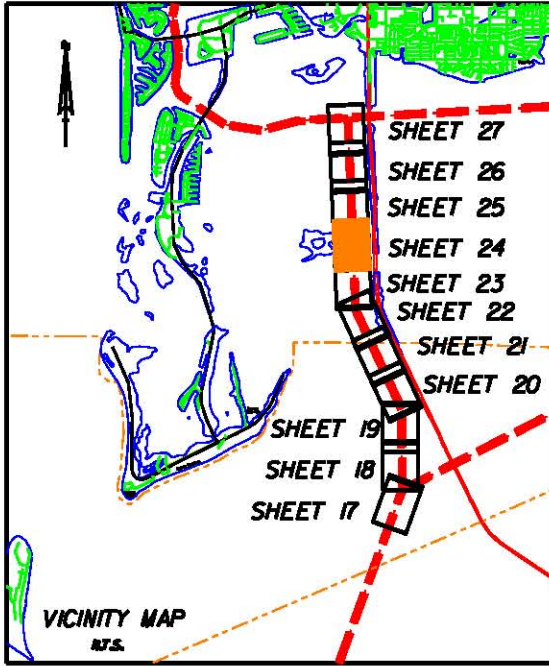 SHEET 27
SHEET 26
SHEET 25
SHEET 24
SHEET 23
SHEET 22
SHEET 21
SHEET 20
SHEET 19
SHEET 18
SHEET 17
VICINITY MAP
N.T.S.